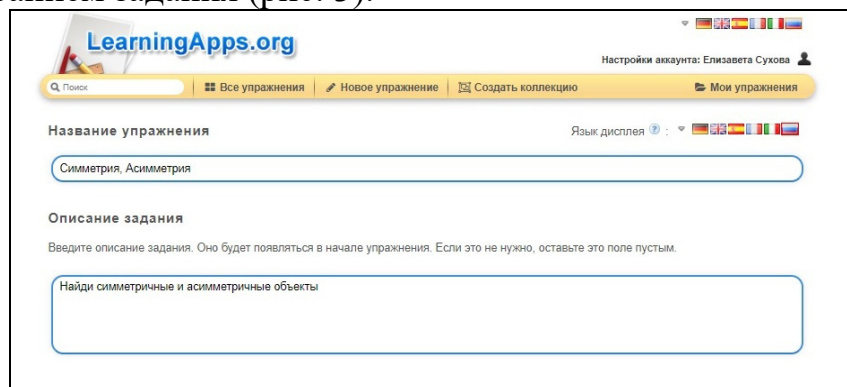 задания (рис.
LearningApps.org
Настройки аккаунта: Елизавета Сухова
Поиск
Все упражнения
Новое упражнение
Создать коллекцию
Мои упражнения
Название упражнения
Язык дисплея ? :
Симметрия, Асимметрия
Описание задания
Введите описание задания. Оно будет появляться в начале упражнения. Если это не нужно, оставьте это поле пустым.
Найди симметричные и асимметричные объекты